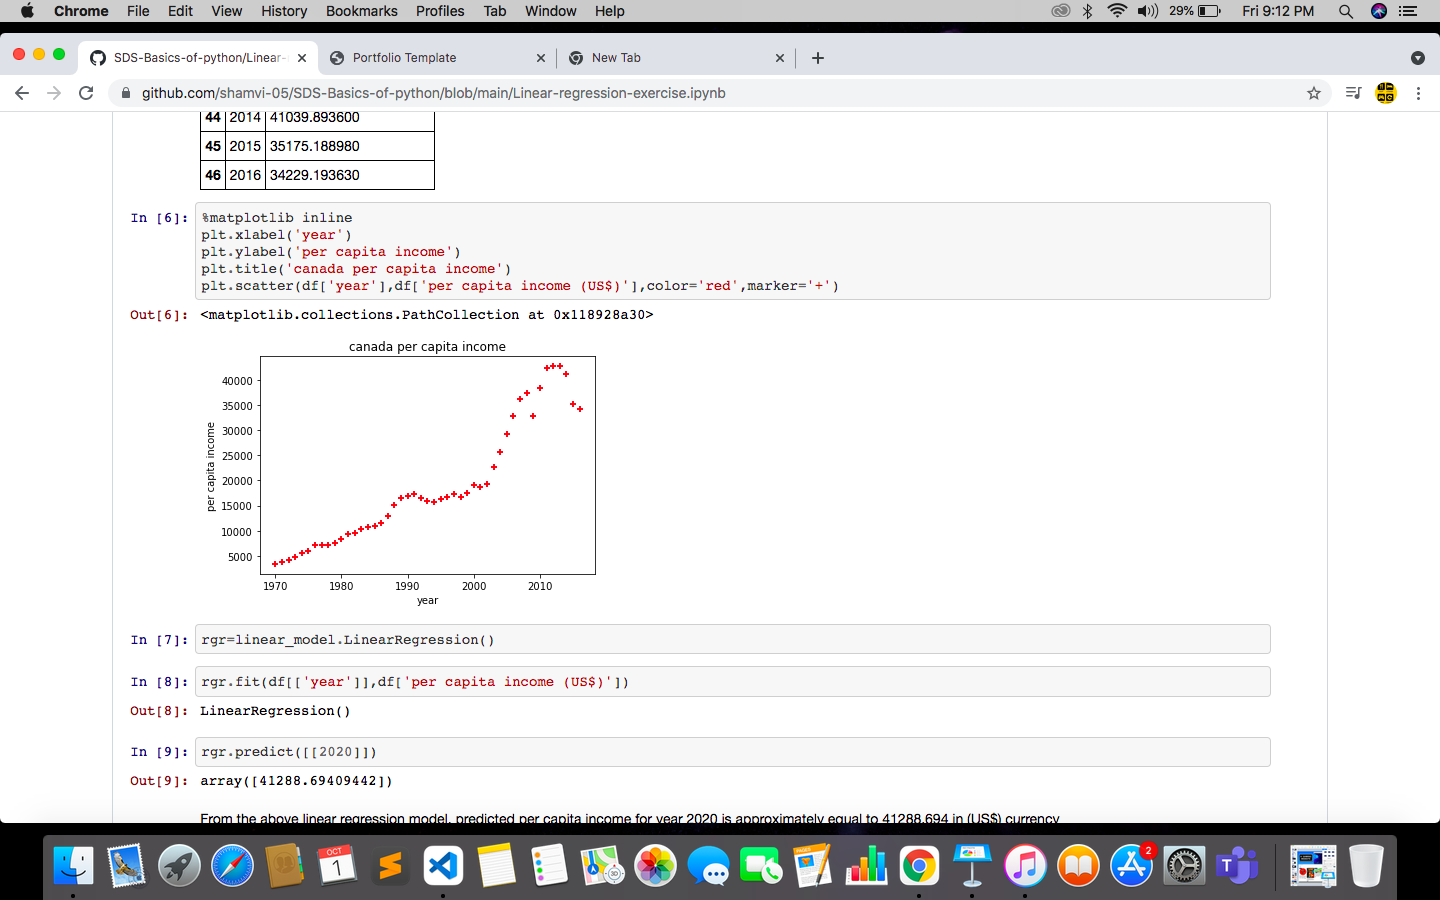 Chrome File Edit View History Bookmarks Profiles Tab Window Help 29% Fri 9:12 PM
SDS-Basics-of-python/Linear- Portfolio Template New Tab
github.com/shamvi-05/SDS-Basics-of-python/blob/main/Linear-regression-exercise.ipynb
44 2014 41039.893600
45 2015 35175.188980
46 2016 34229.193630
In [6]: %matplotlib inline
plt.xlabel('year')
plt.ylabel('per capita income')
plt.title('canada per capita income')
plt.scatter(df['year'],df['per capita income (US$)'],color='red',marker='+')
Out[6]: <matplotlib.collections.PathCollection at 0x118928a30>
canada per capita income
40000
35000
30000
25000
20000
15000
10000
5000
per capita income
1970 1980 1990 2000 2010
year
In [7]: rgr=linear_model.LinearRegression()
In [8]: rgr.fit(df[['year']],df['per capita income (US$)'])
Out[8]: LinearRegression()
In [9]: rgr.predict([[2020]])
Out[9]: array([41288.69409442])
From the above linear regression model, predicted per capita income for year 2020 is approximately equal to 41288.694 in (US$) currency
OCT
1
PAGES
3D
2
T